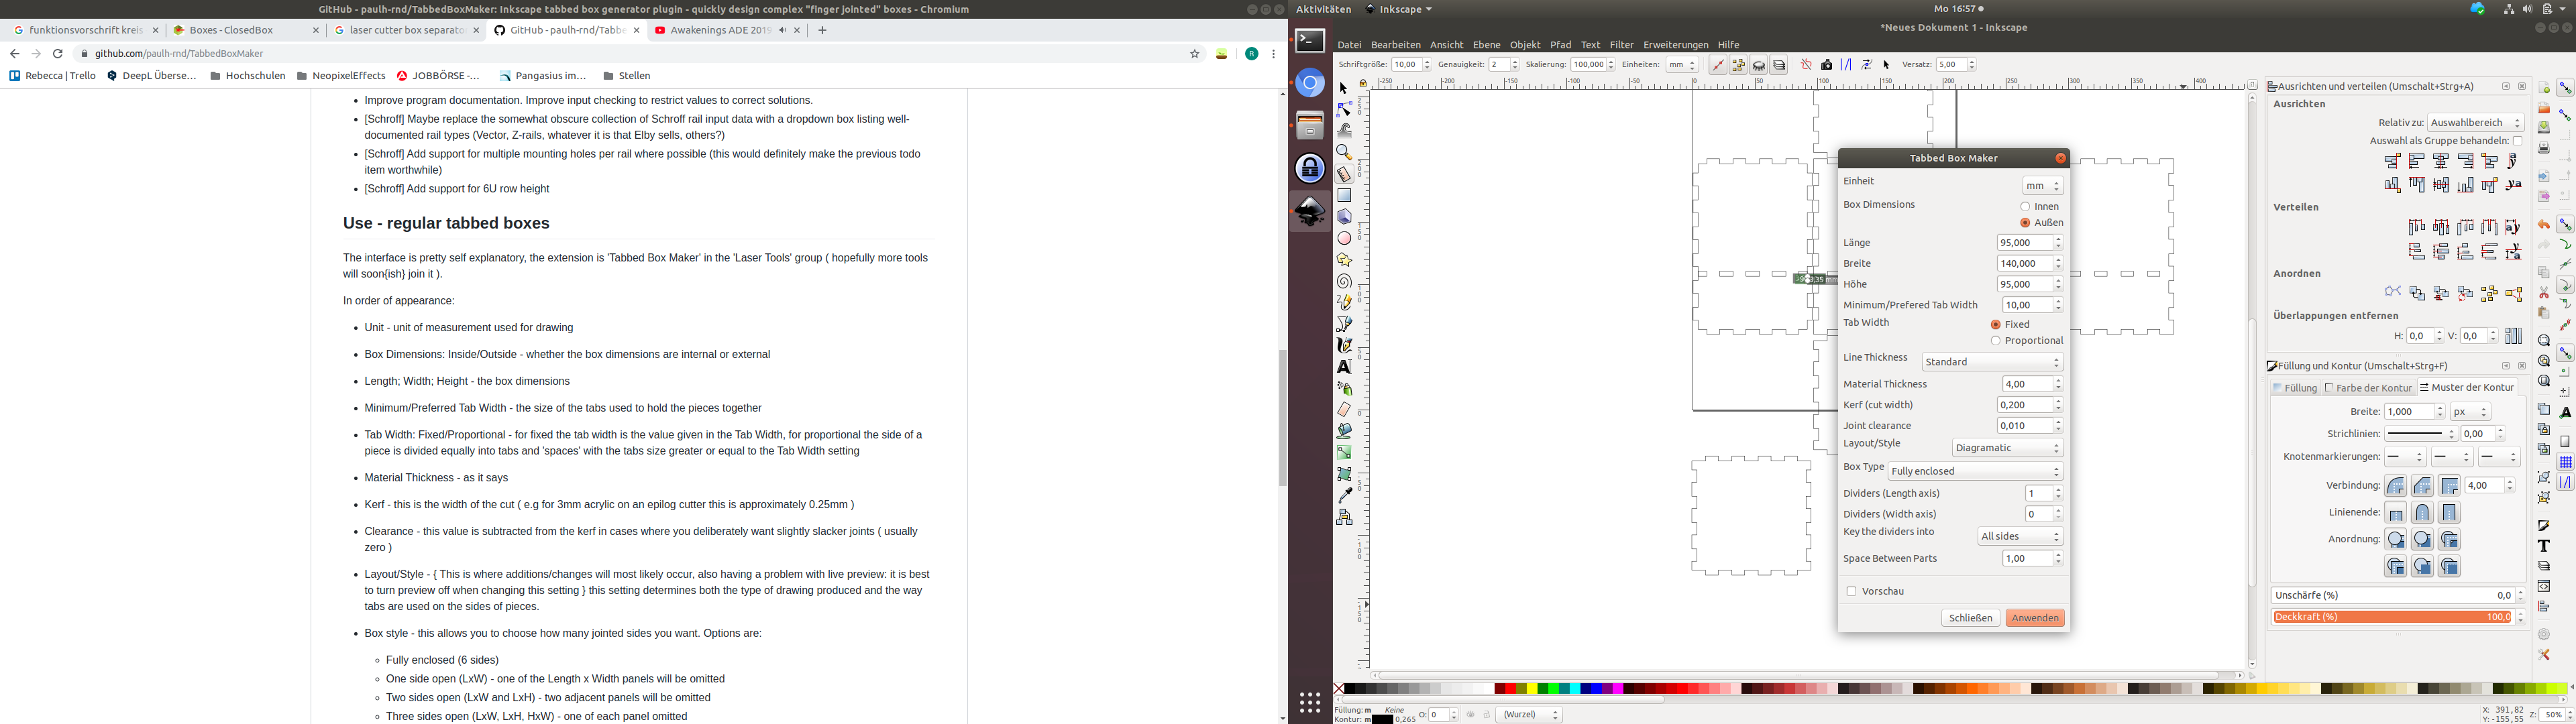 GitHub - paulh-rnd/TabbedBoxMaker: Inkscape tabbed box generator plugin - quickly design complex "finger jointed" boxes - Chromium
funktionsvorschrift kreis
Boxes - ClosedBox
laser cutter box separato
GitHub - paulh-rnd/Tabbe
Awakenings ADE 2019
github.com/paulh-rnd/TabbedBoxMaker
R
Rebecca | Trello
DeepL Überse...
Hochschulen
NeopixelEffects
JOBBÖRSE -...
Pangasius im...
Stellen
• Improve program documentation. Improve input checking to restrict values to correct solutions.
• [Schroff] Maybe replace the somewhat obscure collection of Schroff rail input data with a dropdown box listing well-
documented rail types (Vector, Z-rails, whatever it is that Elby sells, others?)
• [Schroff] Add support for multiple mounting holes per rail where possible (this would definitely make the previous todo
item worthwhile)
• [Schroff] Add support for 6U row height
Use - regular tabbed boxes
The interface is pretty self explanatory, the extension is 'Tabbed Box Maker' in the 'Laser Tools' group ( hopefully more tools
will soon{ish} join it ).
In order of appearance:
• Unit - unit of measurement used for drawing
• Box Dimensions: Inside/Outside - whether the box dimensions are internal or external
• Length; Width; Height - the box dimensions
• Minimum/Preferred Tab Width - the size of the tabs used to hold the pieces together
• Tab Width: Fixed/Proportional - for fixed the tab width is the value given in the Tab Width, for proportional the side of a
piece is divided equally into tabs and 'spaces' with the tabs size greater or equal to the Tab Width setting
• Material Thickness - as it says
• Kerf - this is the width of the cut ( e.g for 3mm acrylic on an epilog cutter this is approximately 0.25mm )
• Clearance - this value is subtracted from the kerf in cases where you deliberately want slightly slacker joints ( usually
zero )
• Layout/Style - { This is where additions/changes will most likely occur, also having a problem with live preview: it is best
to turn preview off when changing this setting } this setting determines both the type of drawing produced and the way
tabs are used on the sides of pieces.
• Box style - this allows you to choose how many jointed sides you want. Options are:
Fully enclosed (6 sides)
One side open (LxW) - one of the Length x Width panels will be omitted
Two sides open (LxW and LxH) - two adjacent panels will be omitted
Three sides open (LxW, LxH, HxW) - one of each panel omitted
Aktivitäten
Inkscape
Mo 16:57
*Neues Dokument 1 - Inkscape
Datei Bearbeiten Ansicht Ebene Objekt Pfad Text Filter Erweiterungen Hilfe
Schriftgröße: 10,00 Genauigkeit: 2 Skalierung: 100,000 Einheiten: mm Versatz: 5,00
Tabbed Box Maker
Einheit mm
Box Dimensions Innen
Außen
Länge 95,000
Breite 140,000
Höhe 95,000
Minimum/Prefered Tab Width 10,00
Tab Width Fixed
Proportional
Line Thickness Standard
Material Thickness 4,00
Kerf (cut width) 0,200
Joint clearance 0,010
Layout/Style Diagramatic
Box Type Fully enclosed
Dividers (Length axis) 1
Dividers (Width axis) 0
Key the dividers into All sides
Space Between Parts 1,00
Vorschau
Schließen Anwenden
Ausrichten und verteilen (Umschalt+Strg+A)
Ausrichten
Relativ zu: Auswahlbereich
Auswahl als Gruppe behandeln:
Verteilen
Anordnen
Überlappungen entfernen
H: 0,0 V: 0,0
Füllung und Kontur (Umschalt+Strg+F)
Füllung Farbe der Kontur Muster der Kontur
Breite: 1,000 px
Strichlinien: 0,00
Knotenmarkierungen:
Verbindung: 4,00
Linienende:
Anordnung:
Unschärfe (%) 0,0
Deckkraft (%) 100,0
Füllung: m Keine
Kontur: m 0,265
O: 0
(Wurzel)
X: 391,82
Y: -155,55
Z: 50%